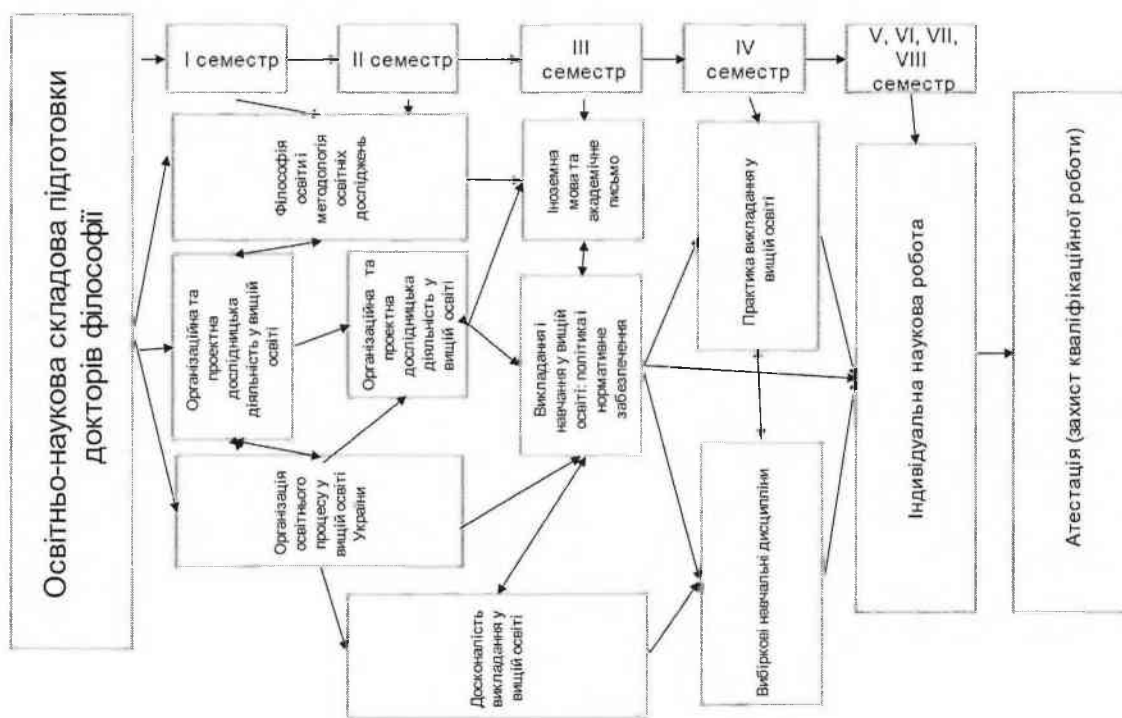 Освітньо-наукова складова підготовки
докторів філософії
I семестр
II семестр
III
семестр
IV
семестр
V, VI, VII,
VIII
семестр
Філософія
освіти і
методологія
освітніх
досліджень
Організаційна та
проектна
дослідницька
діяльність у вищій
освіті
Організація
освітнього
процесу у
вищій освіті
України
Організаційна та
проектна
дослідницька
діяльність у
вищій освіті
Досконалість
викладання у
вищій освіті
Іноземна
мова та
академічне
письмо
Викладання і
навчання у вищій
освіті: політика і
нормативне
забезпечення
Практика викладання у
вищій освіті
Вибіркові навчальні дисципліни
Індивідуальна наукова робота
Атестація (захист кваліфікаційної роботи)